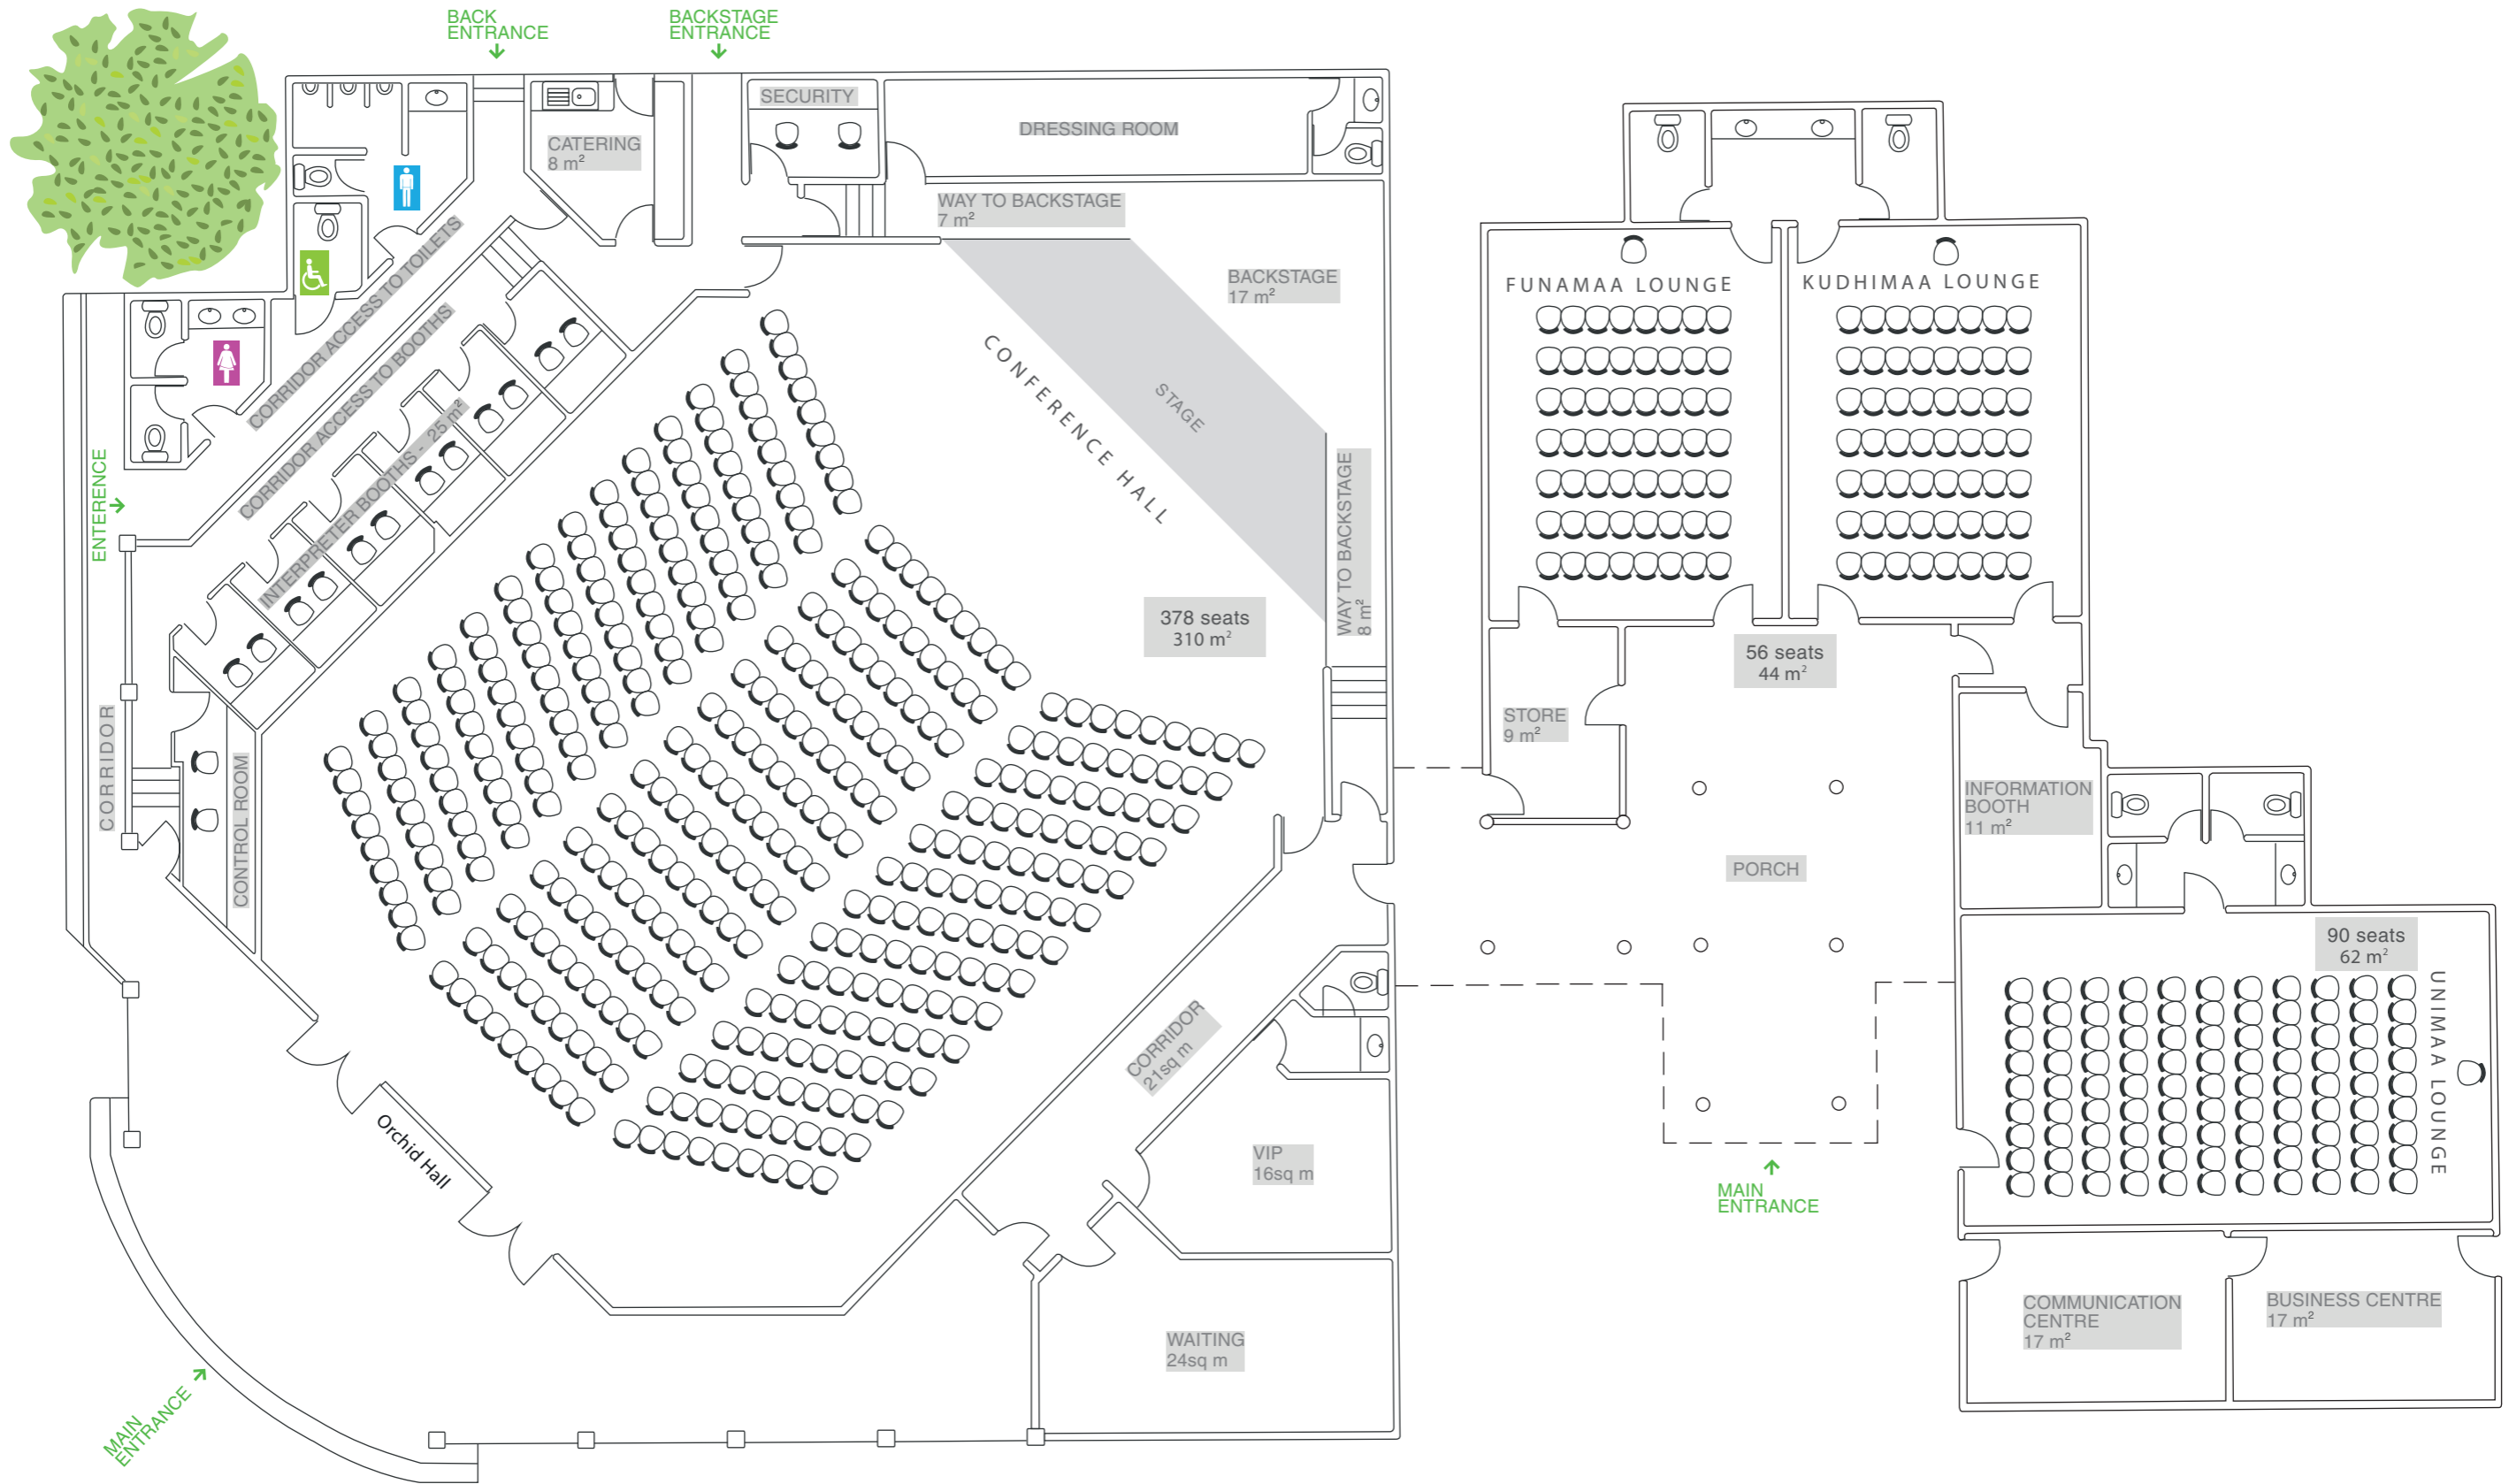 BACK
ENTRANCE
BACKSTAGE
ENTRANCE
SECURITY
DRESSING ROOM
CATERING
8 m²
WAY TO BACKSTAGE
7 m²
BACKSTAGE
17 m²
CORRIDOR ACCESS TO TOILETS
CORRIDOR ACCESS TO BOOTHS
INTERPRETER BOOTHS - 25 m²
CONFERENCE HALL
STAGE
WAY TO BACKSTAGE
8 m²
378 seats
310 m²
ENTERENCE
CORRIDOR
CONTROL ROOM
Orchid Hall
CORRIDOR
21sq m
VIP
16sq m
WAITING
24sq m
MAIN
ENTRANCE
FUNAMAA LOUNGE
KUDHIMAA LOUNGE
56 seats
44 m²
STORE
9 m²
INFORMATION
BOOTH
11 m²
PORCH
MAIN
ENTRANCE
90 seats
62 m²
UNIMAA LOUNGE
COMMUNICATION
CENTRE
17 m²
BUSINESS CENTRE
17 m²